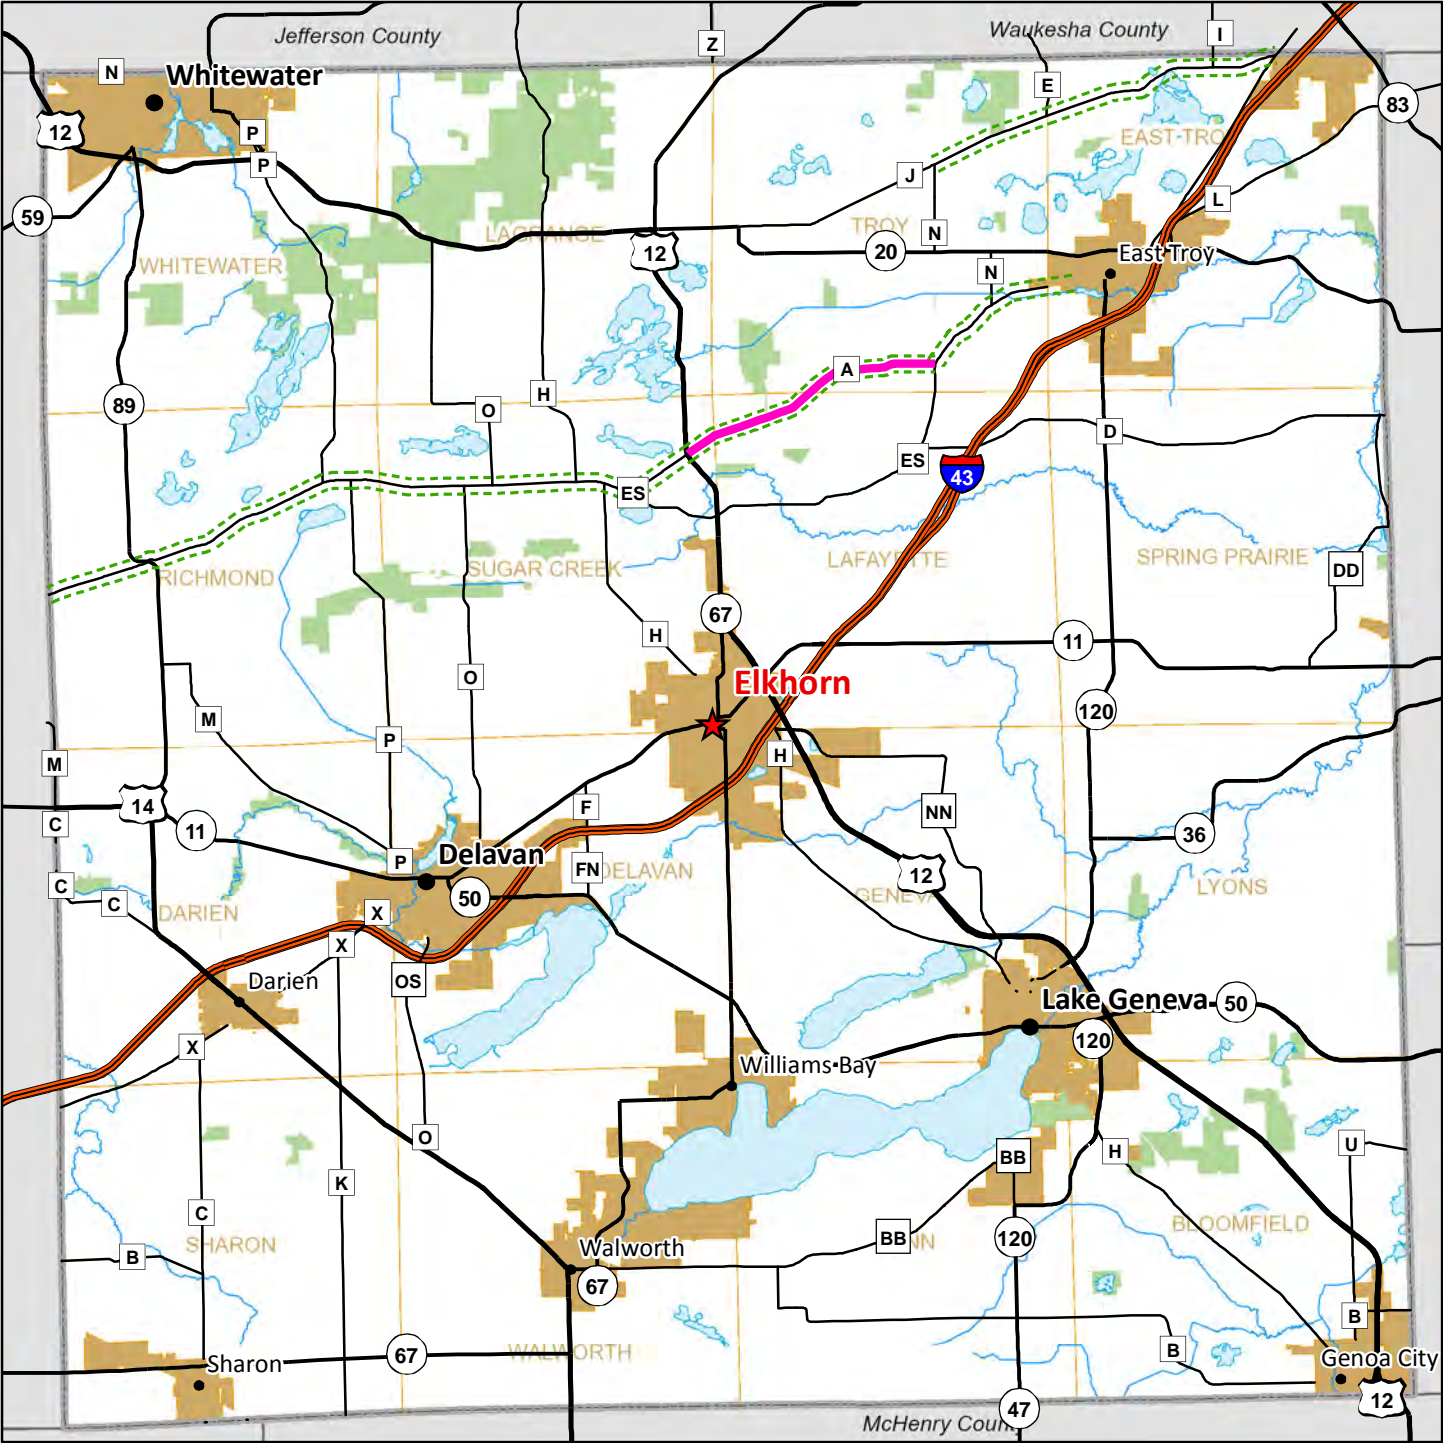 Jefferson County
Waukesha County
I
Z
N
Whitewater
E
83
12
P
EAST TRO
P
J
L
59
TROY
N
LAGRANGE
12
20
East Troy
WHITEWATER
N
A
H
89
O
D
ES
43
ES
SUGAR CREEK
LAFAYETTE
SPRING PRAIRIE
RICHMOND
DD
67
H
11
Elkhorn
O
120
M
P
H
M
14
F
NN
C
11
36
Delavan
P
FN
DELAVAN
12
C
50
GENEVA
LYONS
C
DARIEN
X
X
Darien
OS
Lake Geneva
50
120
X
Williams Bay
O
U
H
BB
K
C
BLOOMFIELD
BB
NN
120
SHARON
Walworth
B
67
B
WALWORTH
B
67
Sharon
Genoa City
12
47
McHenry Coun